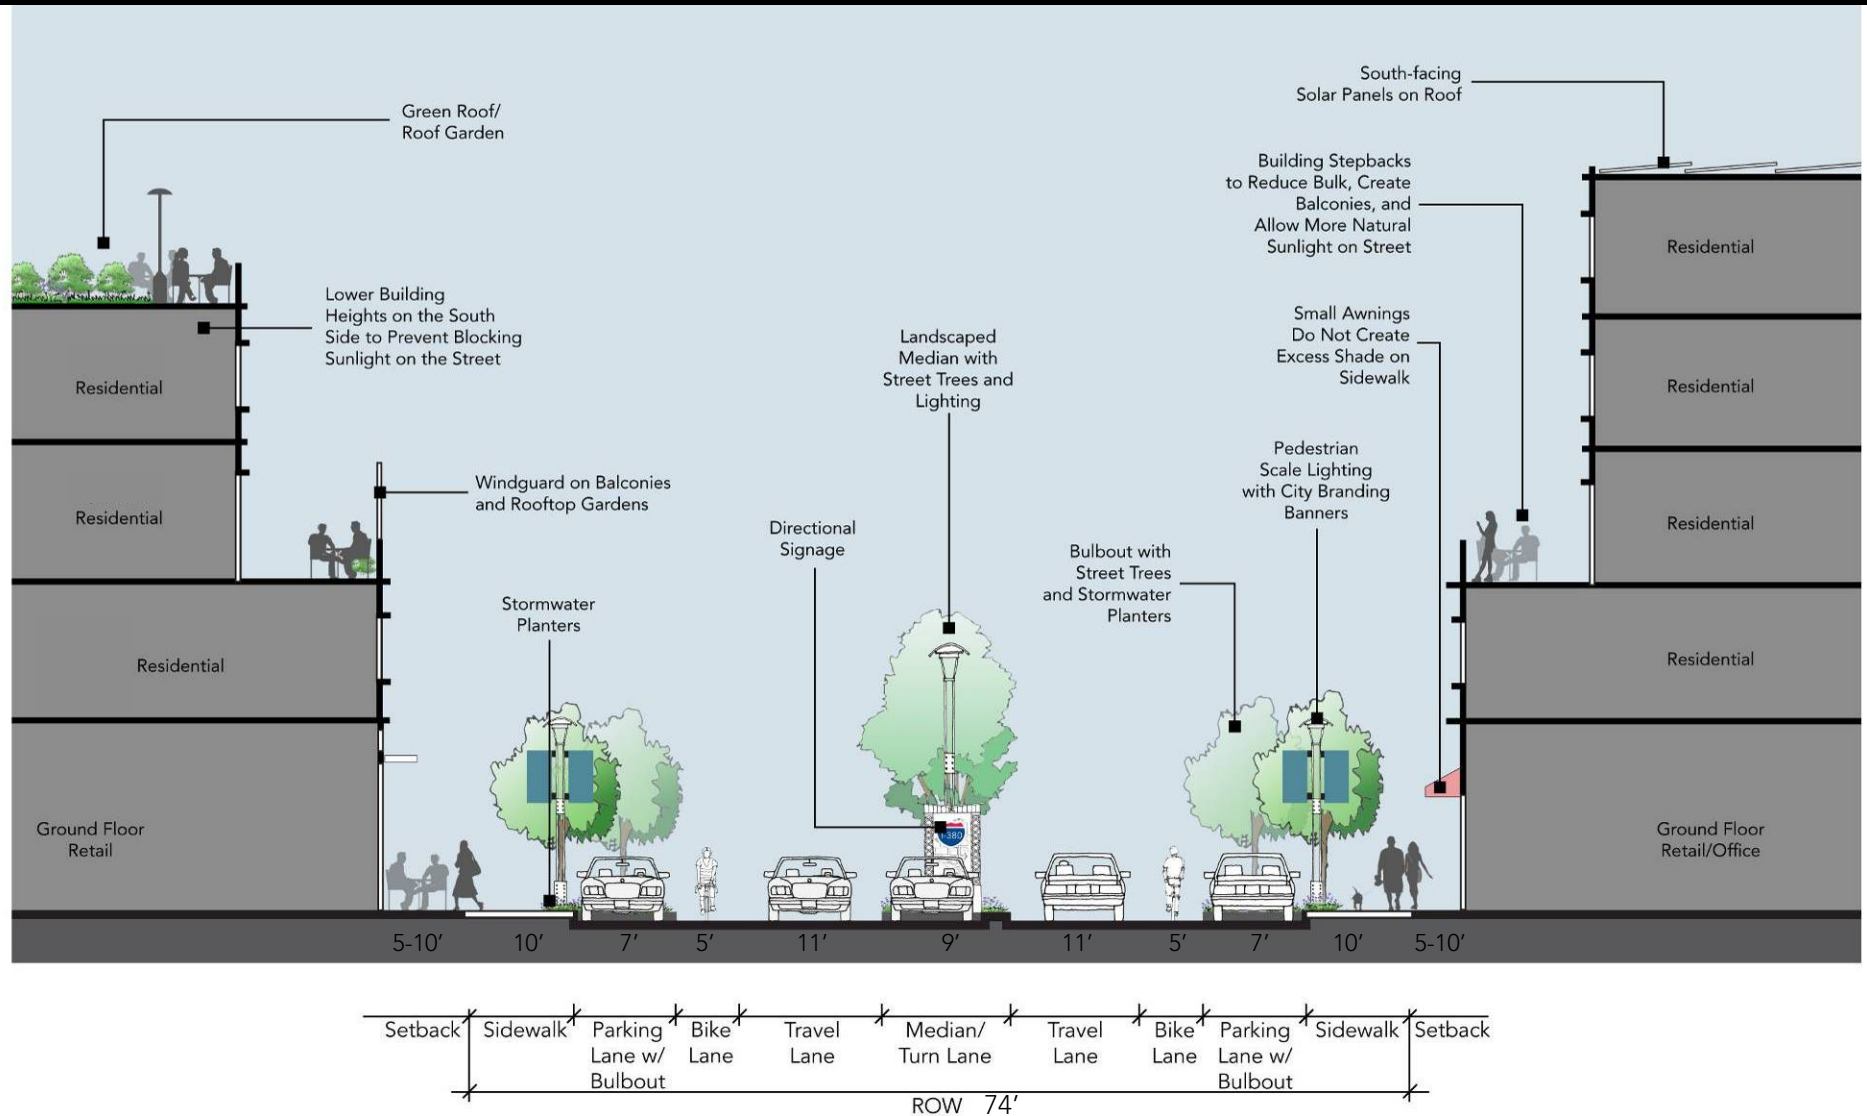 Green Roof/
Roof Garden
Lower Building
Heights on the South
Side to Prevent Blocking
Sunlight on the Street
Windguard on Balconies
and Rooftop Gardens
Stormwater
Planters
Directional
Signage
Landscaped
Median with
Street Trees and
Lighting
Bulbout with
Street Trees
and Stormwater
Planters
Pedestrian
Scale Lighting
with City Branding
Banners
Small Awnings
Do Not Create
Excess Shade on
Sidewalk
Building Stepbacks
to Reduce Bulk, Create
Balconies, and
Allow More Natural
Sunlight on Street
South-facing
Solar Panels on Roof
Residential
Residential
Residential
Ground Floor
Retail
Residential
Residential
Residential
Residential
Ground Floor
Retail/Office
I-380
5-10' 10' 7' 5' 11' 9' 11' 5' 7' 10' 5-10'
Setback
Sidewalk
Parking
Lane w/
Bulbout
Bike
Lane
Travel
Lane
Median/
Turn Lane
Travel
Lane
Bike
Lane
Parking
Lane w/
Bulbout
Sidewalk
Setback
ROW 74'